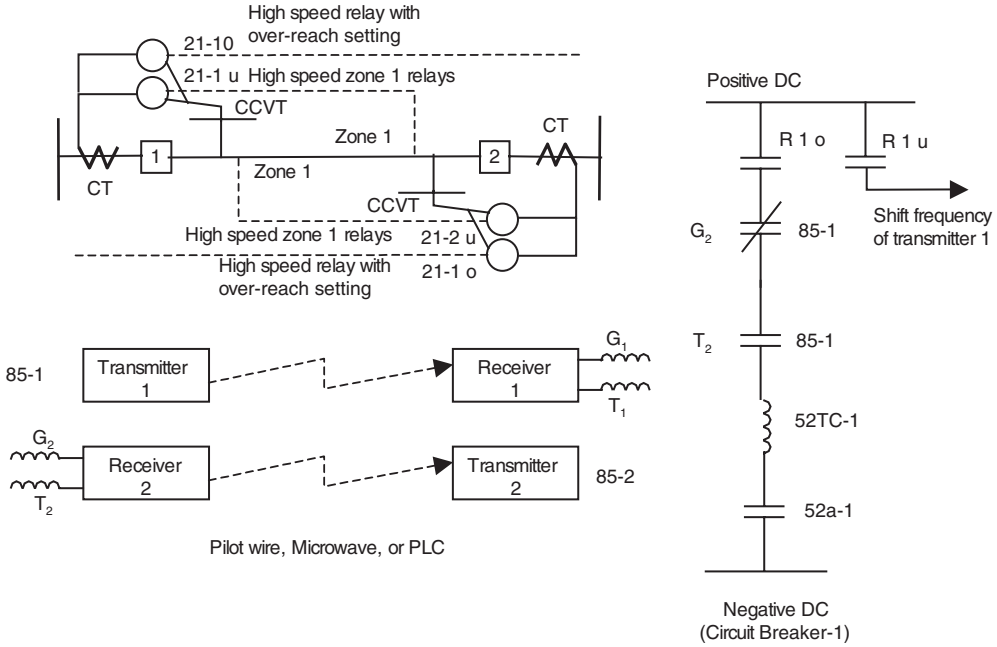 High speed relay with
over-reach setting
21-10
21-1 u High speed zone 1 relays
CCVT
Zone 1
CT
1
2
CT
Zone 1
CCVT
High speed zone 1 relays
21-2 u
High speed relay with
over-reach setting
21-1 o
85-1
Transmitter
1
Receiver
1
G₁
T₁
G₂
T₂
Receiver
2
Transmitter
2
85-2
Pilot wire, Microwave, or PLC
Positive DC
R 1 o
R 1 u
Shift frequency
of transmitter 1
G₂
85-1
T₂
85-1
52TC-1
52a-1
Negative DC
(Circuit Breaker-1)